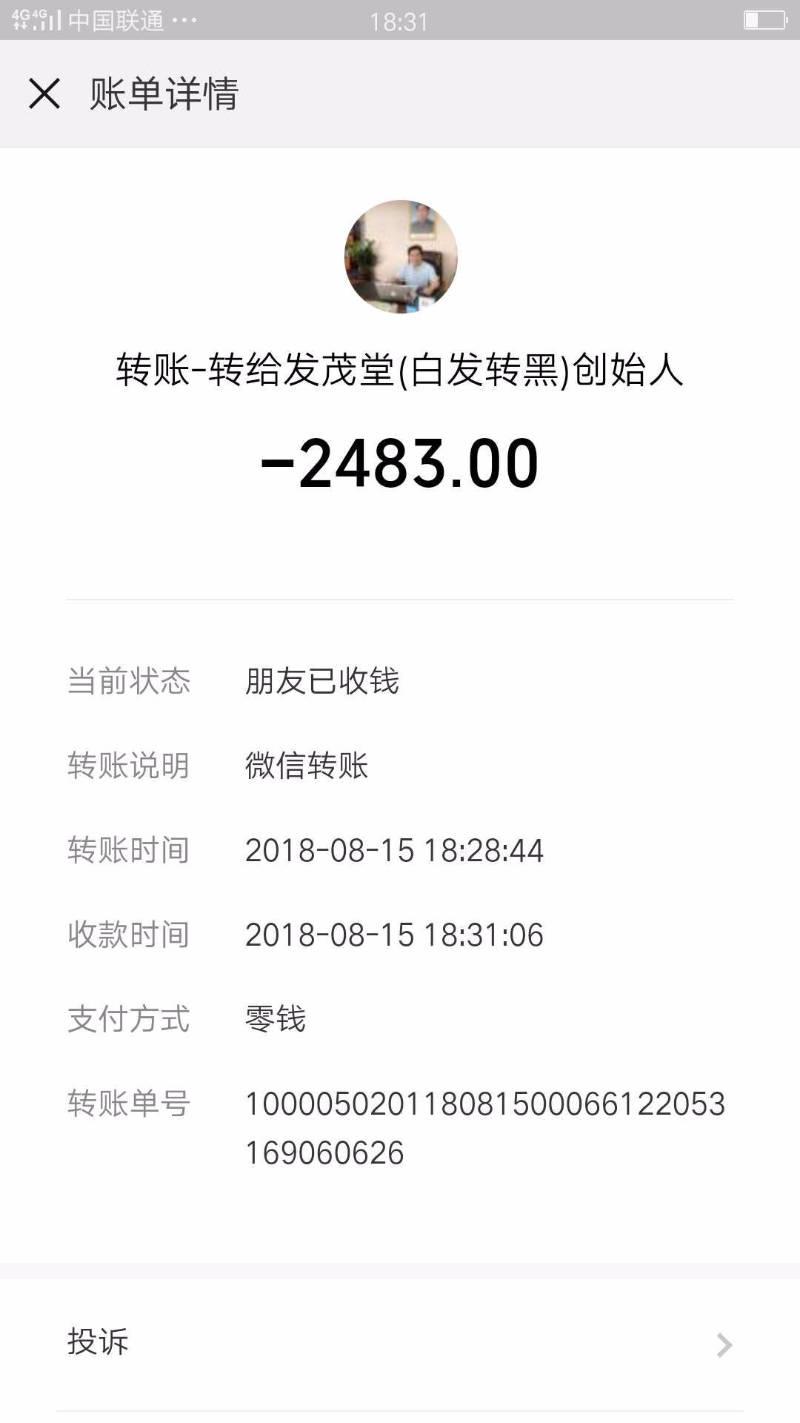 4G 4G 中国联通 ··· 18:31
账单详情
转账-转给发茂堂(白发转黑)创始人
-2483.00
当前状态 朋友已收钱
转账说明 微信转账
转账时间 2018-08-15 18:28:44
收款时间 2018-08-15 18:31:06
支付方式 零钱
转账单号 100005020118081500066122053
169060626
投诉